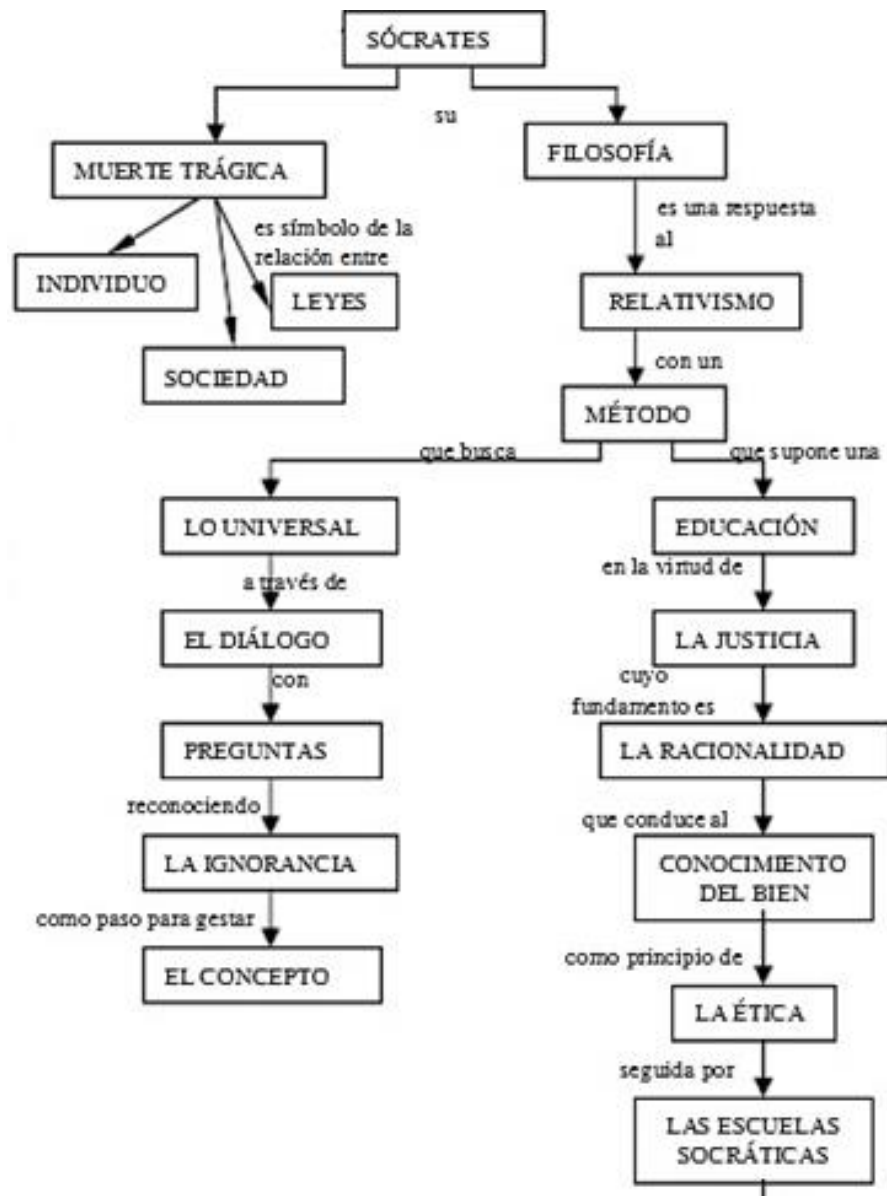 SÓCRATES
su
MUERTE TRÁGICA
FILOSOFÍA
es símbolo de la
relación entre
es una respuesta
al
INDIVIDUO
LEYES
RELATIVISMO
SOCIEDAD
con un
MÉTODO
que busca
que supone una
LO UNIVERSAL
EDUCACIÓN
a través de
en la virtud de
EL DIÁLOGO
LA JUSTICIA
con
cuyo
fundamento es
PREGUNTAS
LA RACIONALIDAD
reconociendo
que conduce al
LA IGNORANCIA
CONOCIMIENTO
DEL BIEN
como paso para gestar
EL CONCEPTO
como principio de
LA ÉTICA
seguida por
LAS ESCUELAS
SOCRÁTICAS